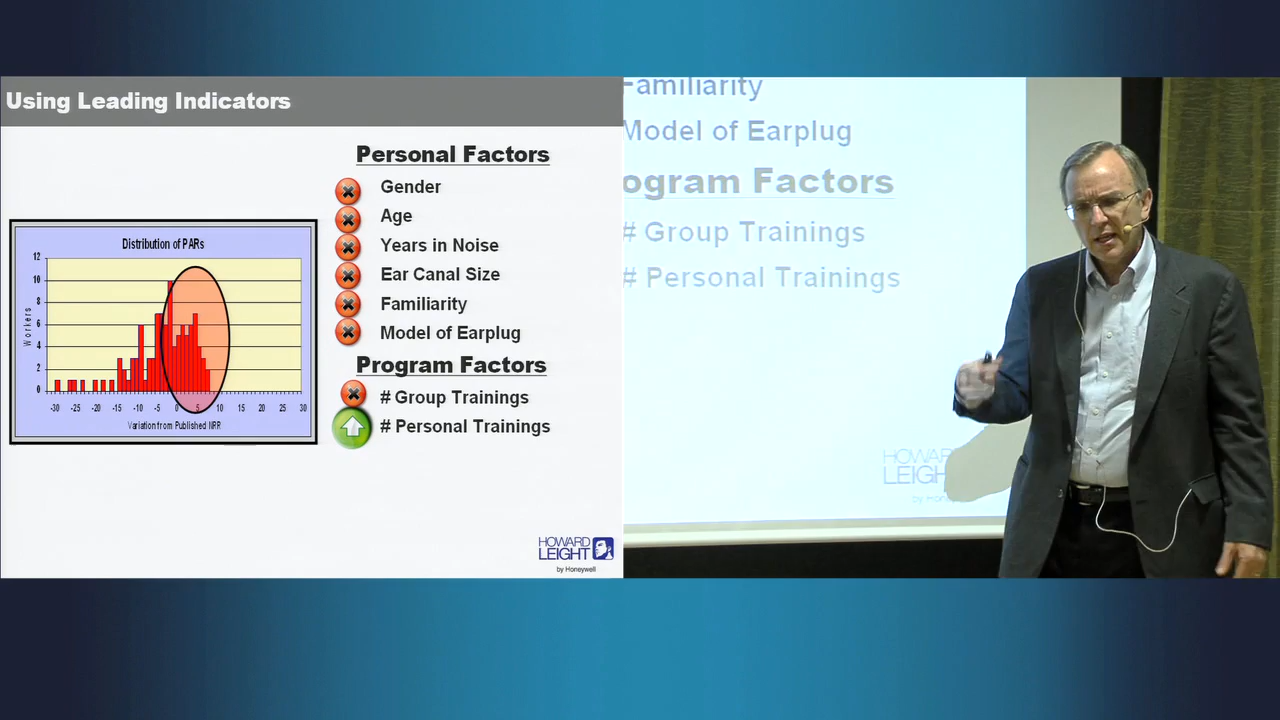 Using Leading Indicators
Distribution of PARs
12
10
8
6
4
2
0
Workers
-30 -25 -20 -15 -10 -5 0 5 10 15 20 25 30
Variation from Published NRR
Personal Factors
Gender
Age
Years in Noise
Ear Canal Size
Familiarity
Model of Earplug
Program Factors
# Group Trainings
# Personal Trainings
HOWARD
LEIGHT
by Honeywell
Familiarity
Model of Earplug
ogram Factors
# Group Trainings
# Personal Trainings
HOWAR
LEIGH
by Hone